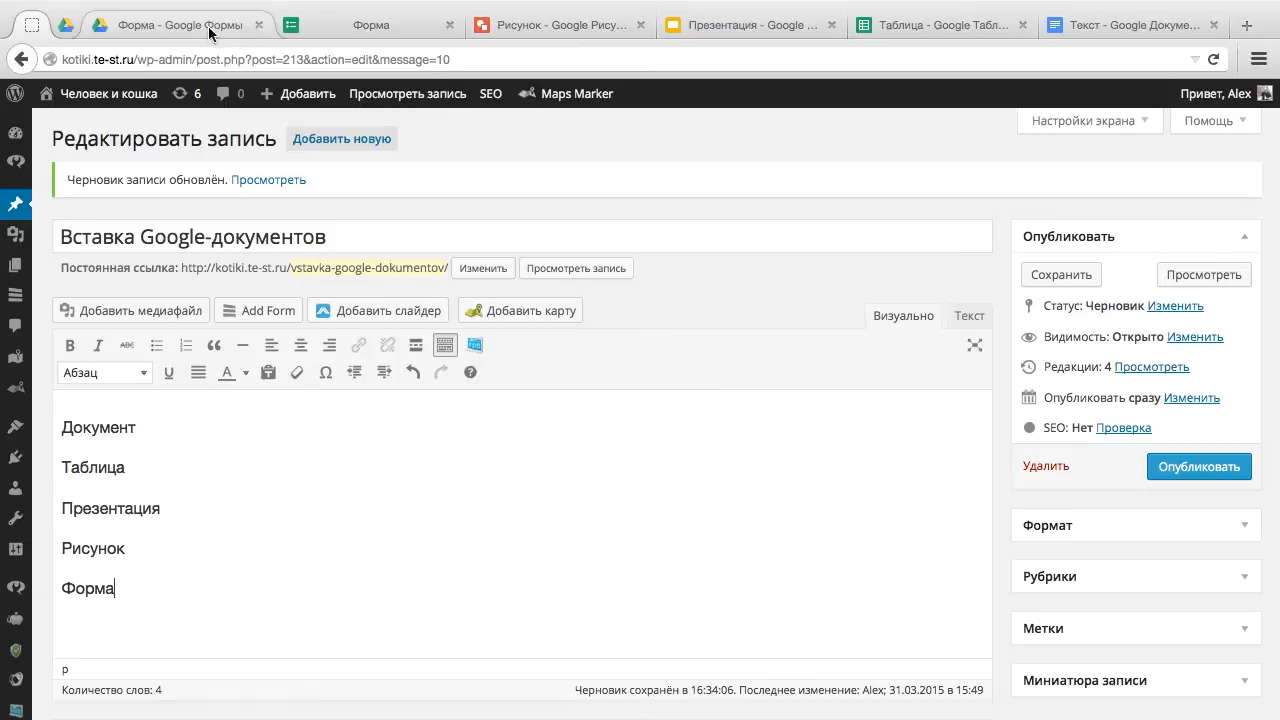 Форма - Google Формы
Форма
Рисунок - Google Рису...
Презентация - Google ...
Таблица - Google Табл...
Текст - Google Докуме...
kotiki.te-st.ru/wp-admin/post.php?post=213&action=edit&message=10
Человек и кошка
6
0
Добавить
Просмотреть запись
SEO
Maps Marker
Привет, Alex
Редактировать запись
Добавить новую
Настройки экрана
Помощь
Черновик записи обновлён. Просмотреть
Вставка Google-документов
Постоянная ссылка: http://kotiki.te-st.ru/vstavka-google-dokumentov/
Изменить
Просмотреть запись
Добавить медиафайл
Add Form
Добавить слайдер
Добавить карту
Визуально
Текст
B I ABC
Абзац
U A Ω
Документ
Таблица
Презентация
Рисунок
Форма
p
Количество слов: 4
Черновик сохранён в 16:34:06. Последнее изменение: Alex; 31.03.2015 в 15:49
Опубликовать
Сохранить
Просмотреть
Статус: Черновик Изменить
Видимость: Открыто Изменить
Редакции: 4 Просмотреть
Опубликовать сразу Изменить
SEO: Нет Проверка
Удалить
Опубликовать
Формат
Рубрики
Метки
Миниатюра записи